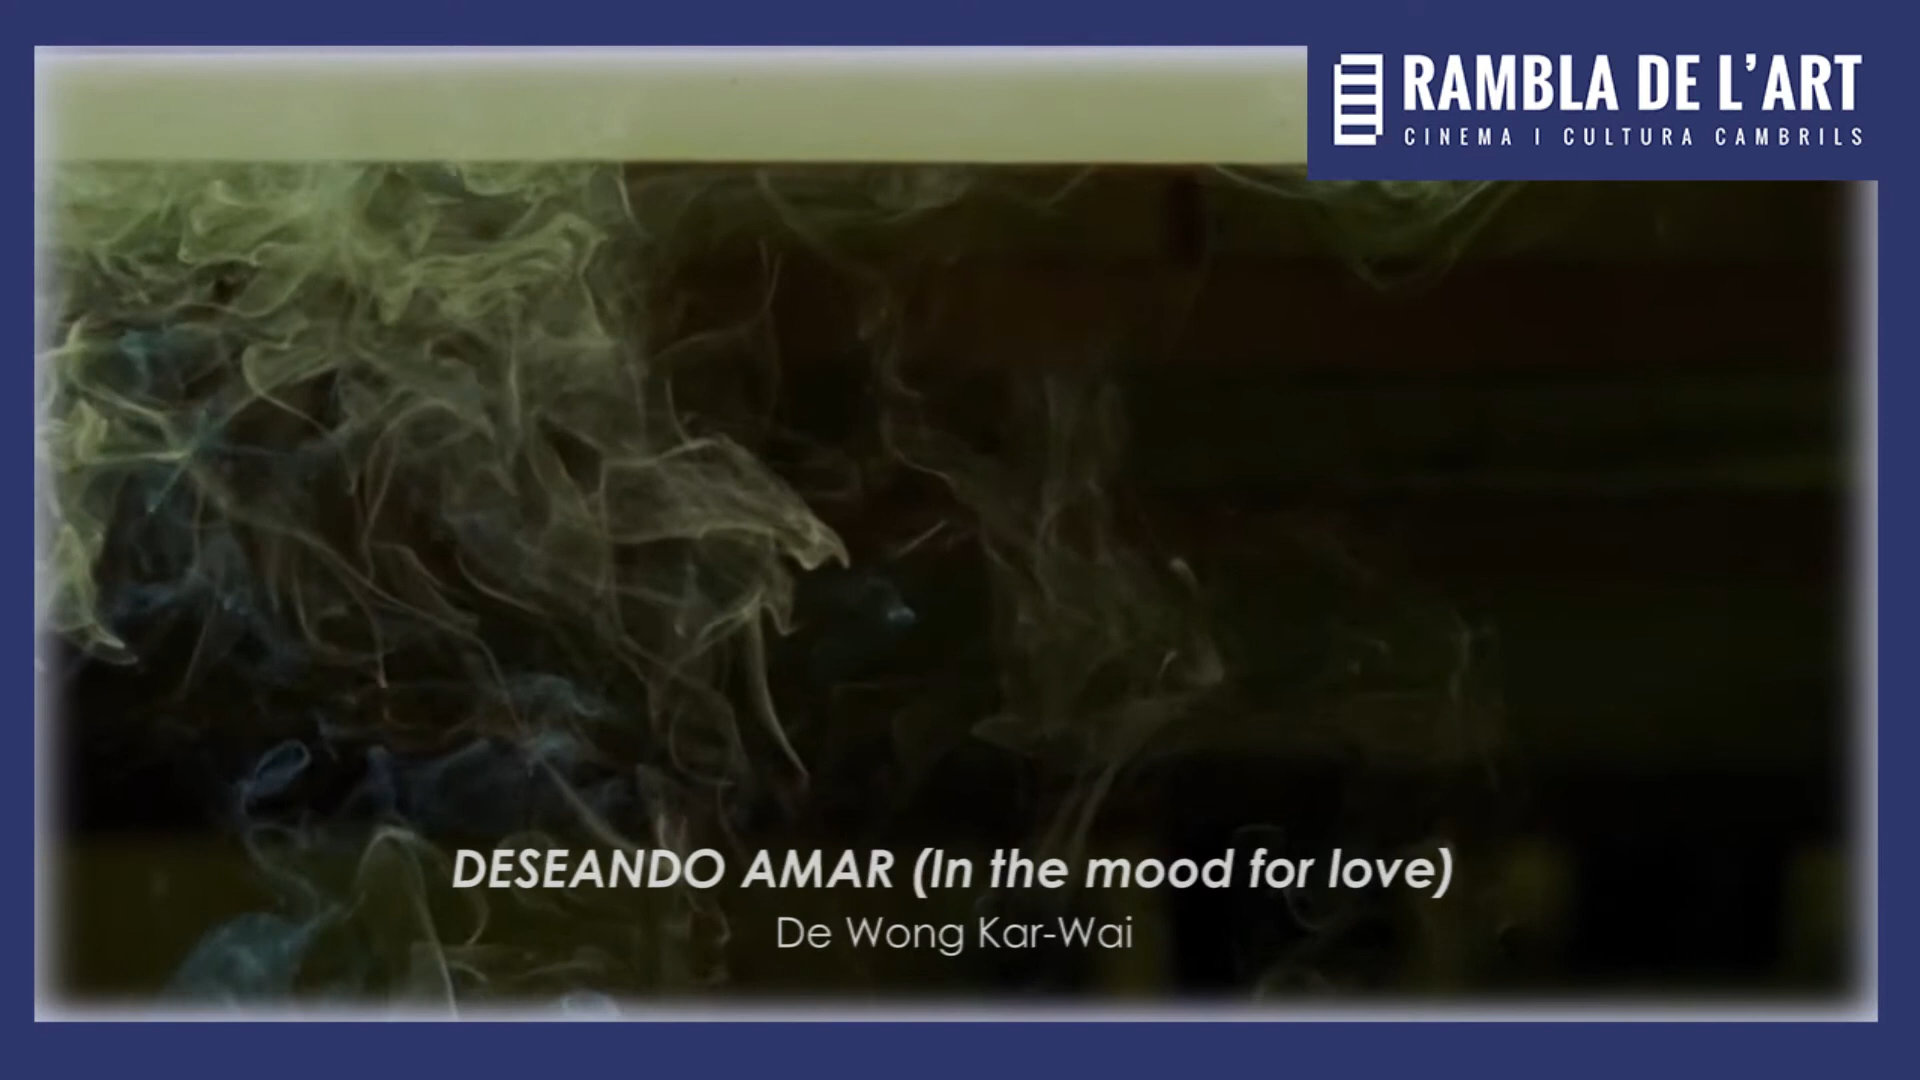 RAMBLA DE L'ART
CINEMA I CULTURA CAMBRILS
DESEANDO AMAR (In the mood for love)
De Wong Kar-Wai